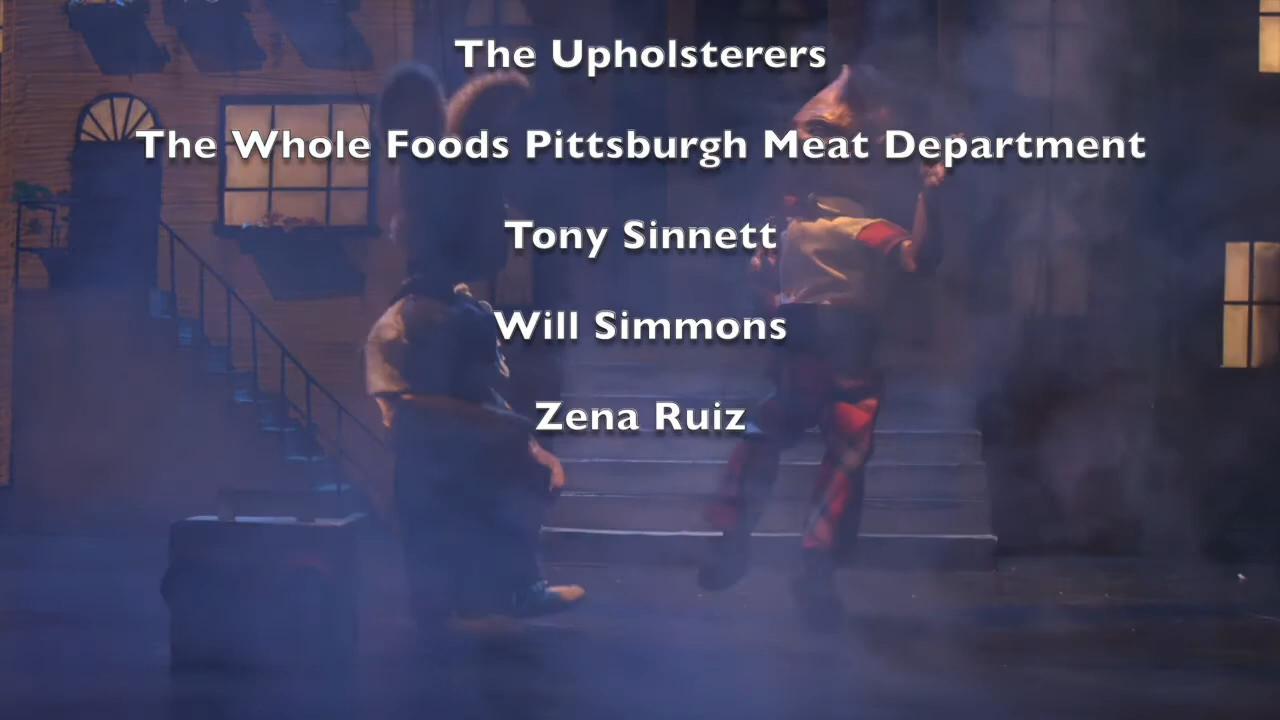 The Upholsterers
The Whole Foods Pittsburgh Meat Department
Tony Sinnett
Will Simmons
Zena Ruiz